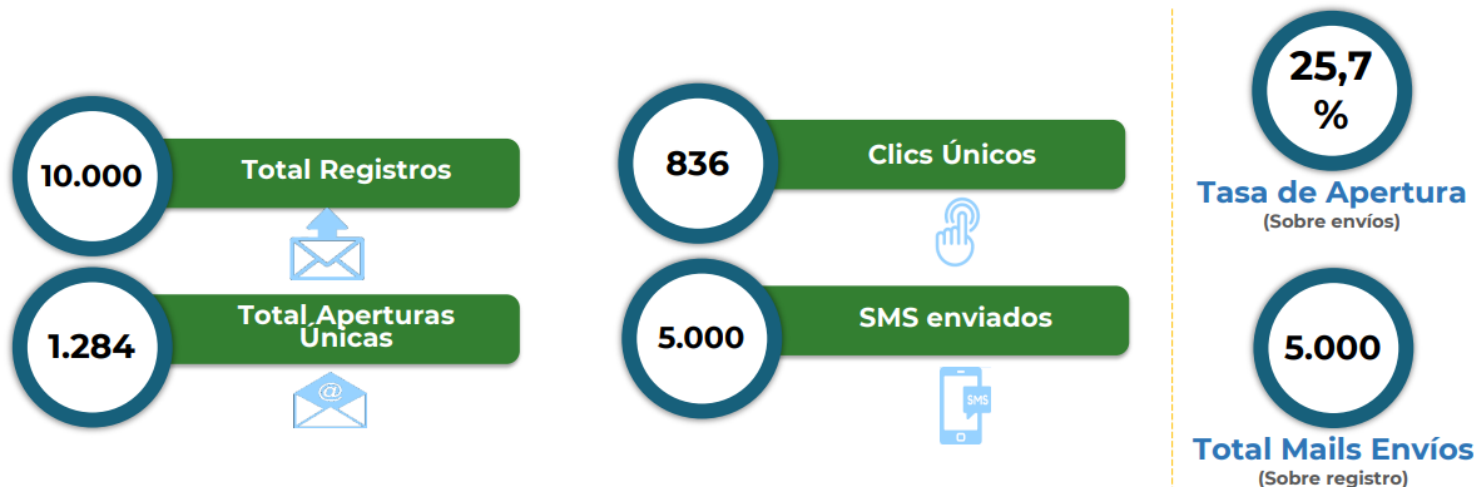 10.000
Total Registros
1.284
Total Aperturas
Únicas
@
836
Clics Únicos
5.000
SMS enviados
SMS
25,7
%
Tasa de Apertura
(Sobre envíos)
5.000
Total Mails Envíos
(Sobre registro)